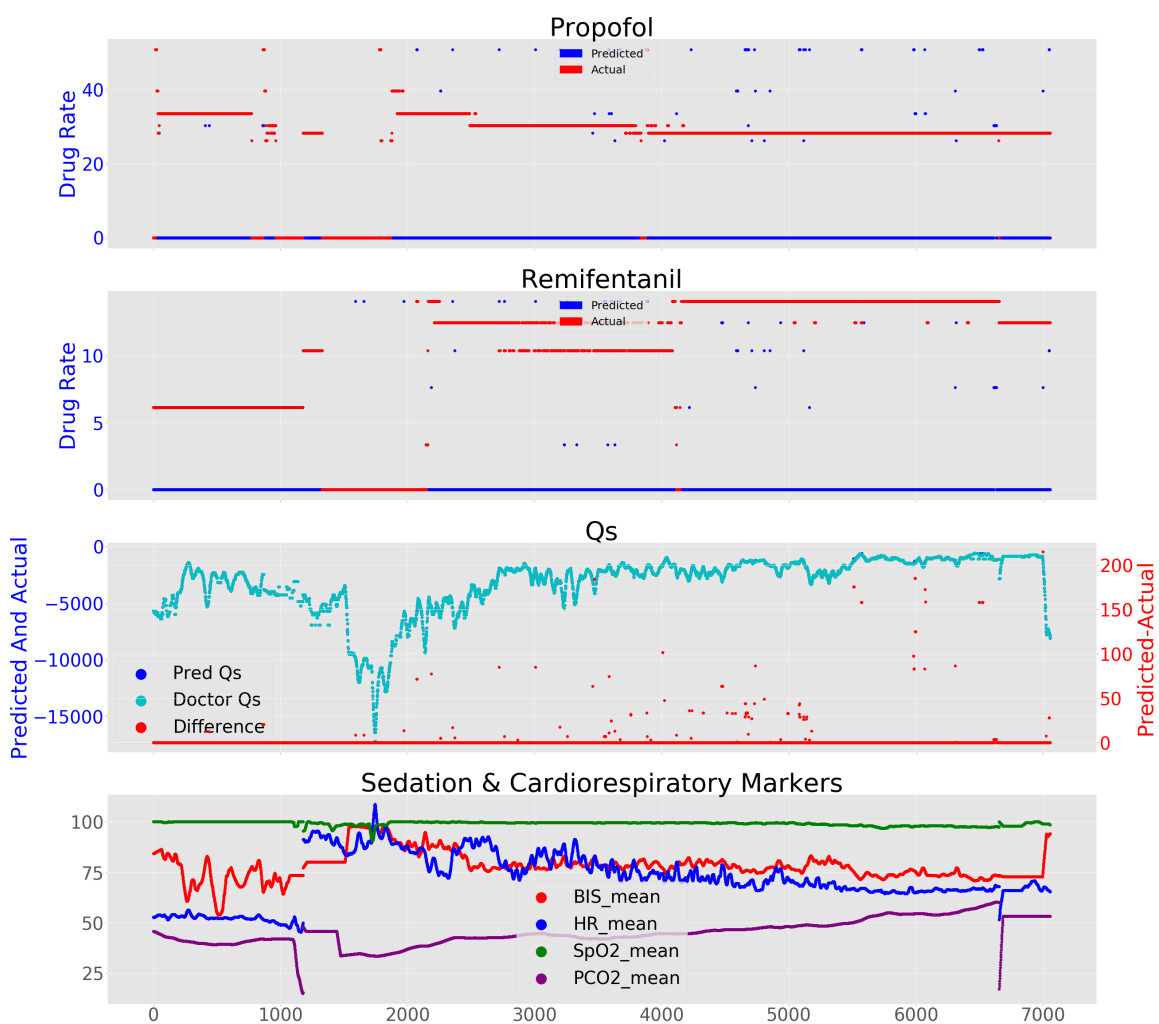 Propofol
Drug Rate
40
20
0
Predicted
Actual
Remifentanil
Drug Rate
10
5
0
Predicted
Actual
Qs
Predicted And Actual
0
−5000
−10000
−15000
Pred Qs
Doctor Qs
Difference
200
150
100
50
0
Predicted-Actual
Sedation & Cardiorespiratory Markers
100
75
50
25
BIS_mean
HR_mean
SpO2_mean
PCO2_mean
0 1000 2000 3000 4000 5000 6000 7000